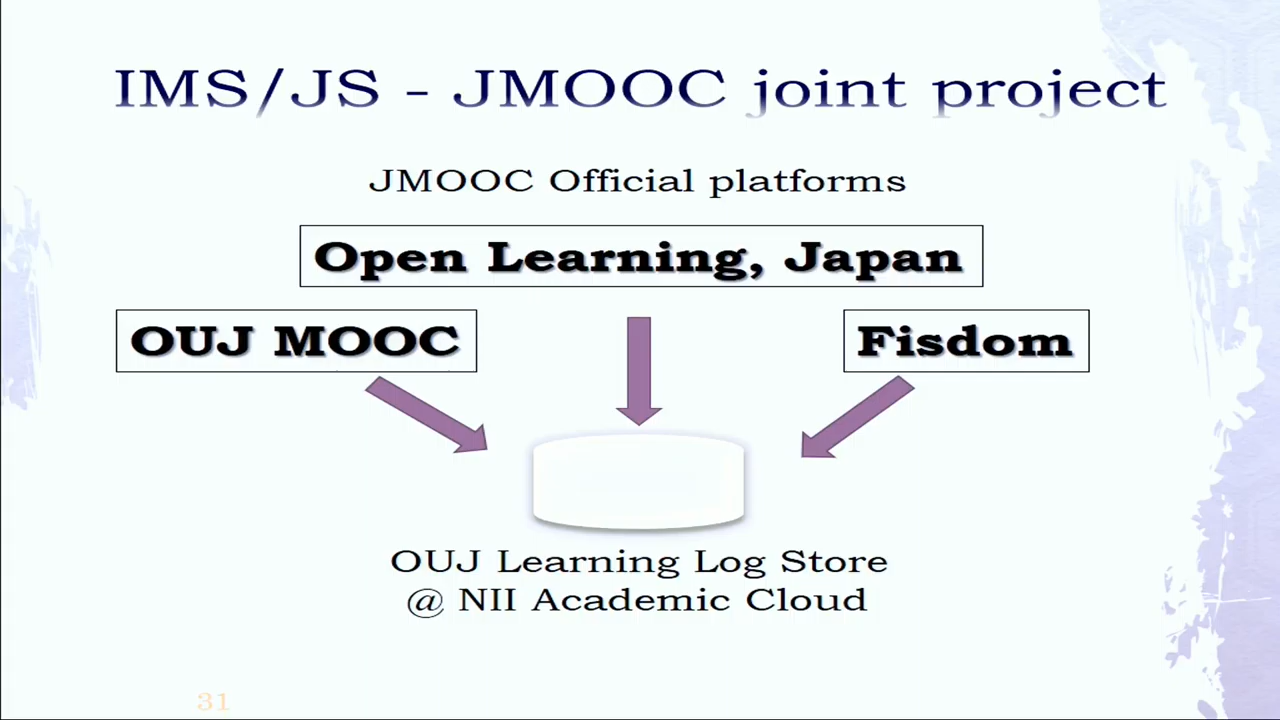 IMS/JS - JMOOC joint project
JMOOC Official platforms
Open Learning, Japan
OUJ MOOC
Fisdom
OUJ Learning Log Store
@ NII Academic Cloud
31